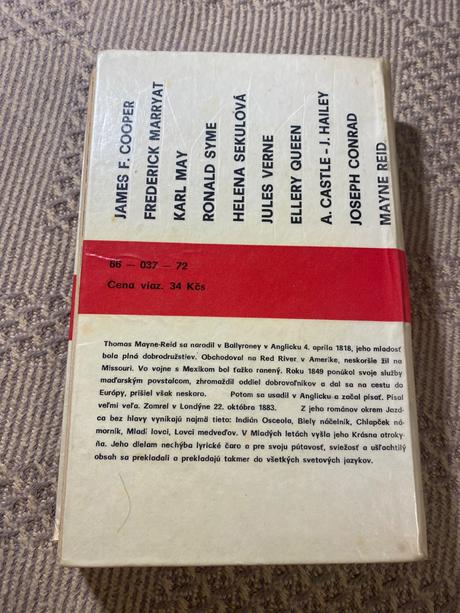 JAMES F. COOPER
FREDERICK MARRYAT
KARL MAY
RONALD SYME
HELENA SEKULOVÁ
JULES VERNE
ELLERY QUEEN
A. CASTLE – J. HAILEY
JOSEPH CONRAD
MAYNE REID
66 — 037 — 72
Cena viaz. 34 Kčs
Thomas Mayne-Reid sa narodil v Ballyroney v Anglicku 4. apríla 1818, jeho mladosť
bola plná dobrodružstiev. Obchodoval na Red River v Amerike, neskoršie žil na
Missouri. Vo vojne s Mexikom bol ťažko ranený. Roku 1849 ponúkol svoje služby
maďarským povstalcom, zhromaždil oddiel dobrovoľníkov a dal sa na cestu do
Európy, prišiel však neskoro. Potom sa usadil v Anglicku a začal písať. Písal
veľmi veľa. Zomrel v Londýne 22. októbra 1883. Z jeho románov okrem Jazd-
ca bez hlavy vynikajú najmä tieto: Indián Osceola, Biely náčelník, Chlapček ná-
morník, Mladí lovci, Lovci medveďov. V Mladých letách vyšla jeho Krásna otroky-
ňa. Jeho dielam nechýba lyrické čaro a pre svoju pútavosť, sviežosť a ušľachtilý
obsah sa prekladali a prekladajú takmer do všetkých svetových jazykov.